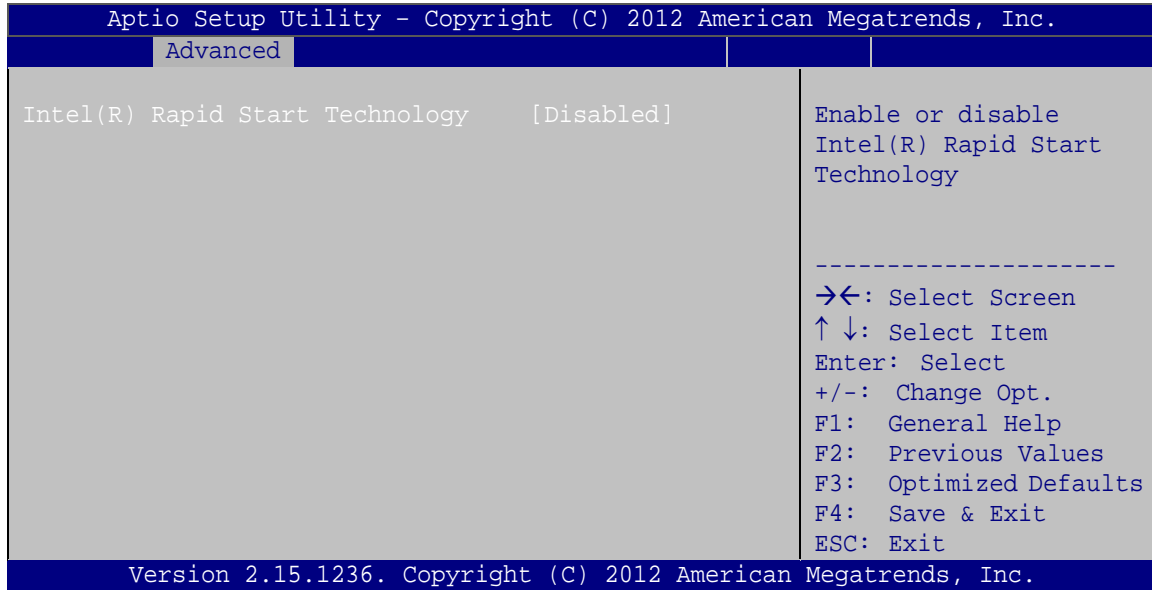 Aptio Setup Utility – Copyright (C) 2012 American Megatrends, Inc.
Advanced
Intel(R) Rapid Start Technology [Disabled]
Enable or disable
Intel(R) Rapid Start
Technology
---------------------
→←: Select Screen
↑ ↓: Select Item
Enter: Select
+/-: Change Opt.
F1: General Help
F2: Previous Values
F3: Optimized Defaults
F4: Save & Exit
ESC: Exit
Version 2.15.1236. Copyright (C) 2012 American Megatrends, Inc.